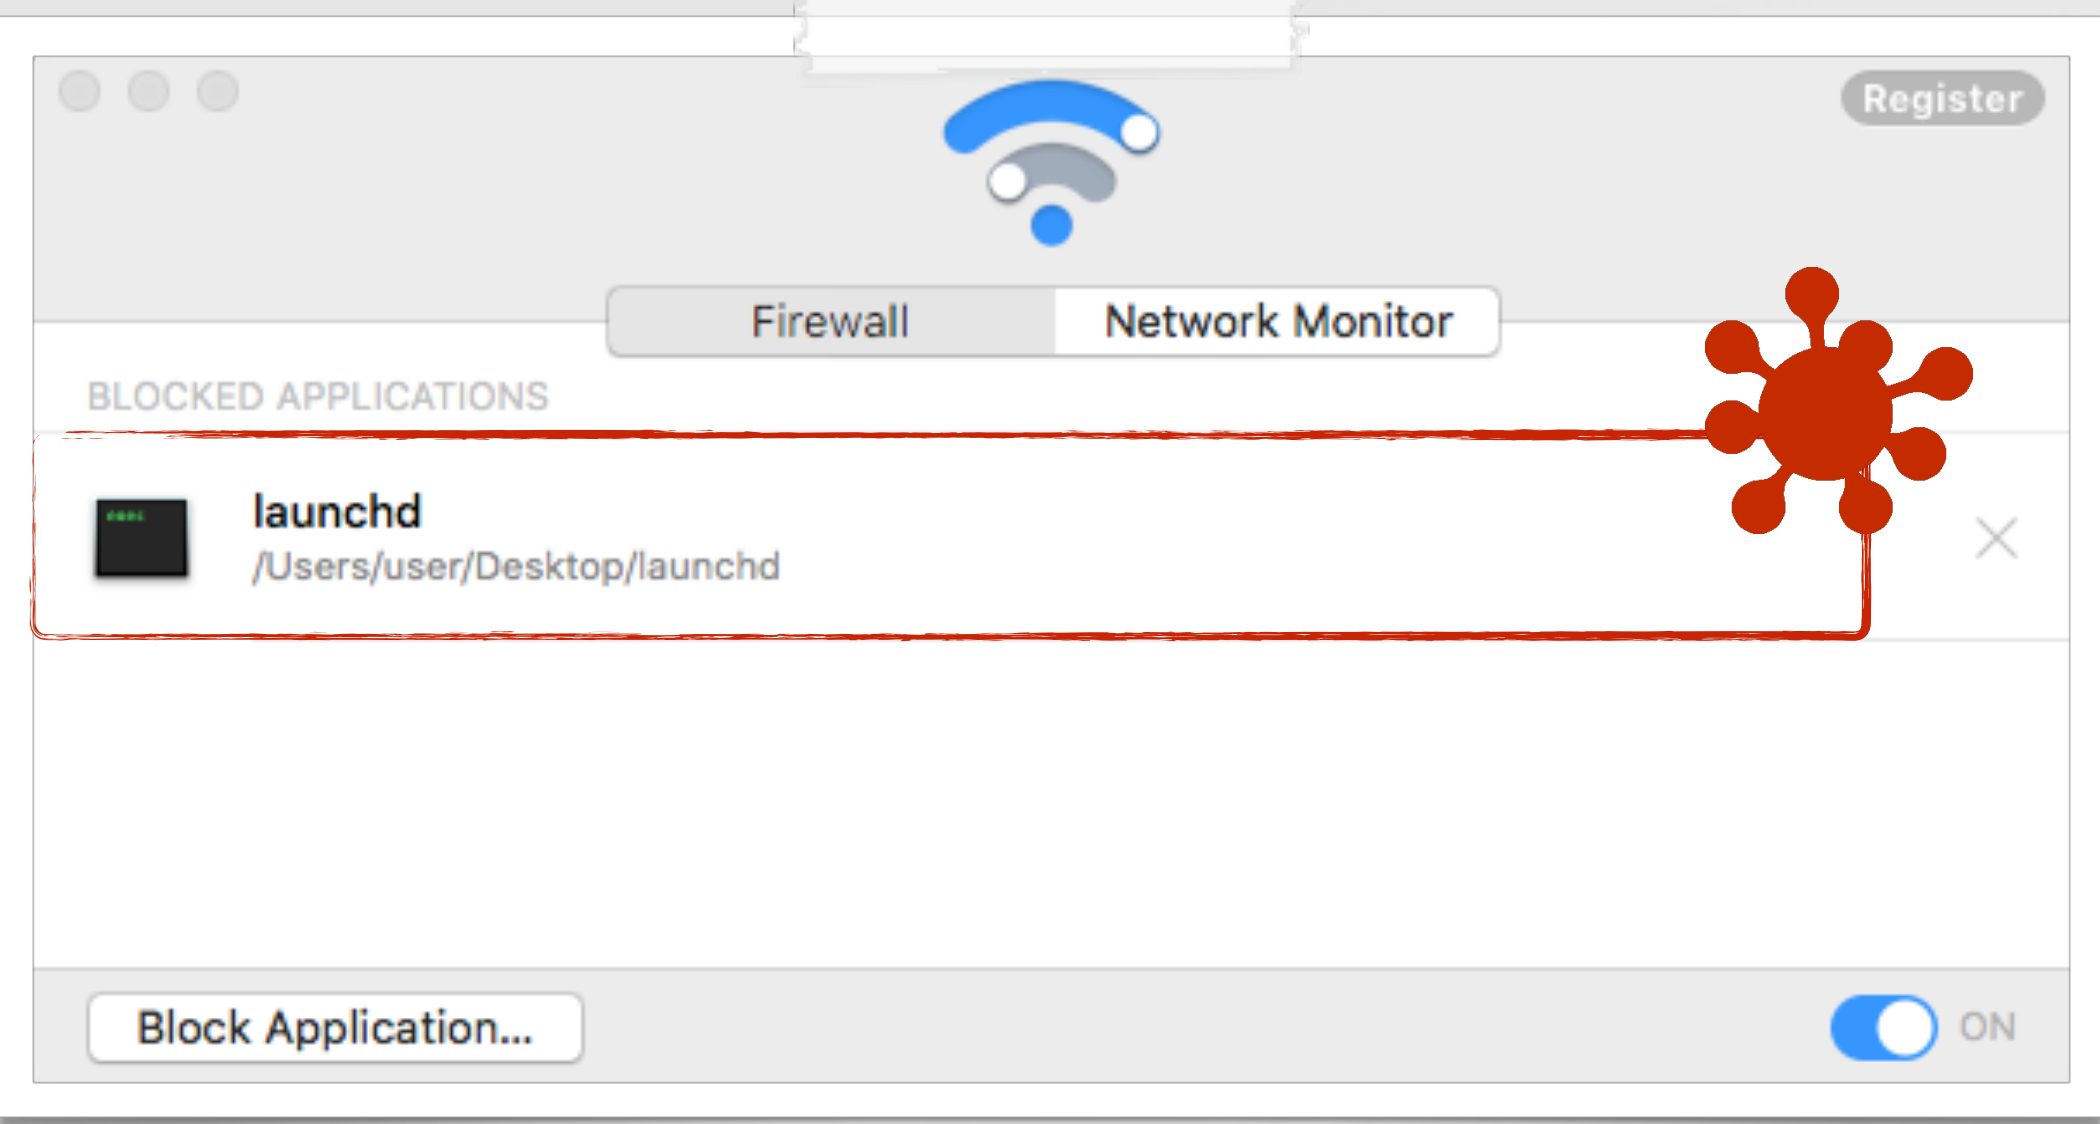 Register
Firewall
Network Monitor
BLOCKED APPLICATIONS
launchd
/Users/user/Desktop/launchd
Block Application...
ON